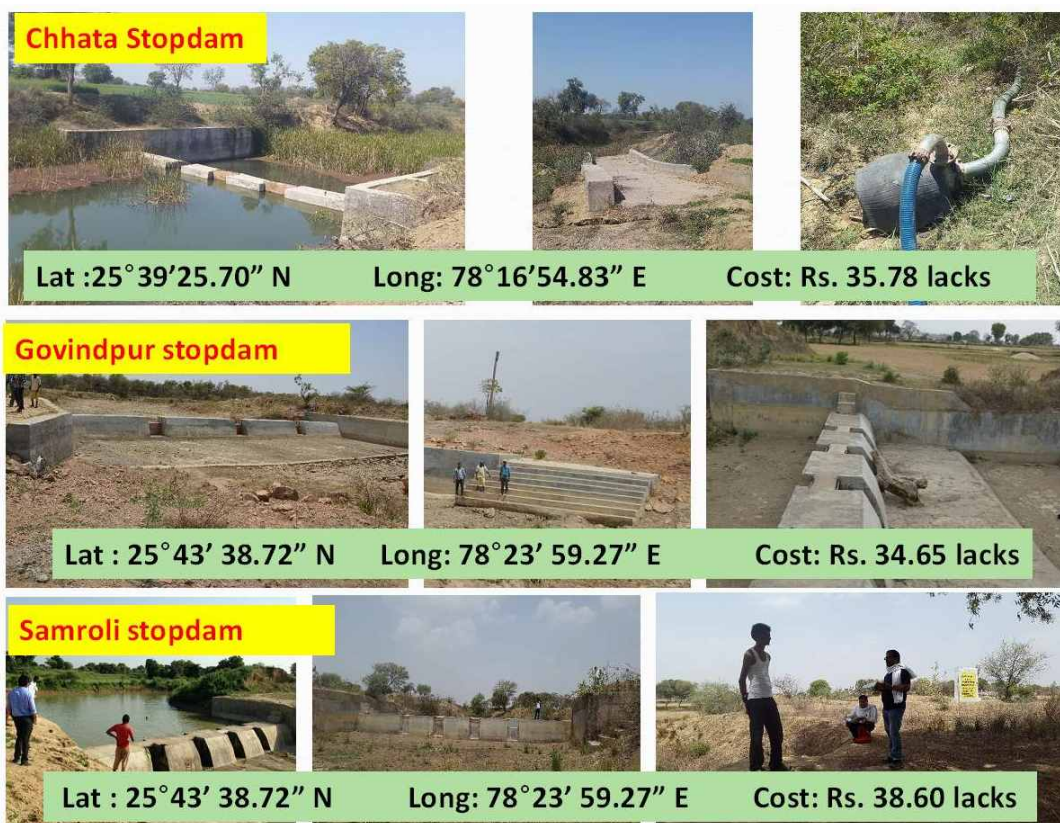 Chhata Stopdam
Lat :25°39’25.70” N Long: 78°16’54.83” E Cost: Rs. 35.78 lacks
Govindpur stopdam
Lat : 25°43’ 38.72” N Long: 78°23’ 59.27” E Cost: Rs. 34.65 lacks
Samroli stopdam
Lat : 25°43’ 38.72” N Long: 78°23’ 59.27” E Cost: Rs. 38.60 lacks